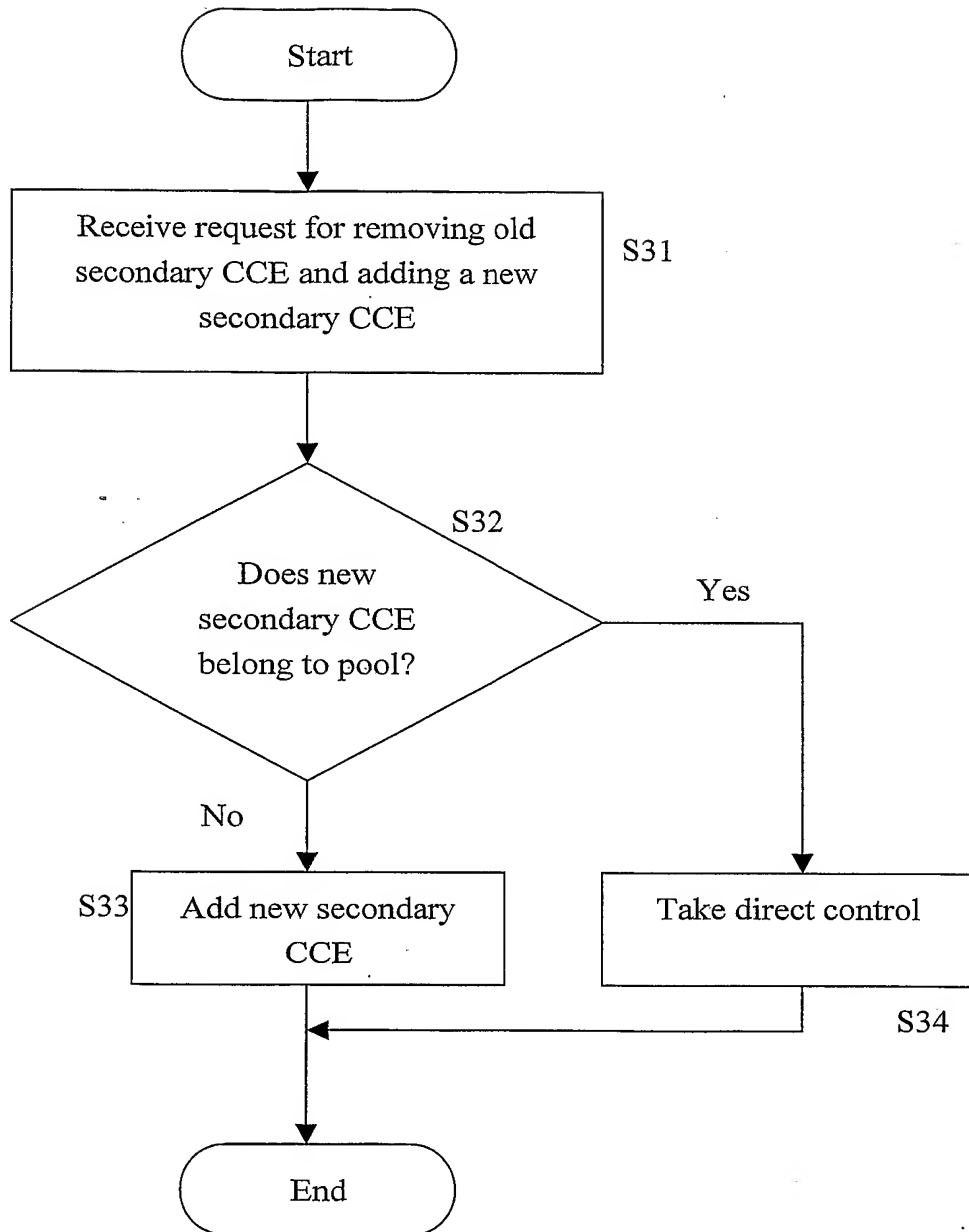 Start
Receive request for removing old
secondary CCE and adding a new
secondary CCE
S31
S32
Does new
secondary CCE
belong to pool?
Yes
No
S33
Add new secondary
CCE
Take direct control
S34
End